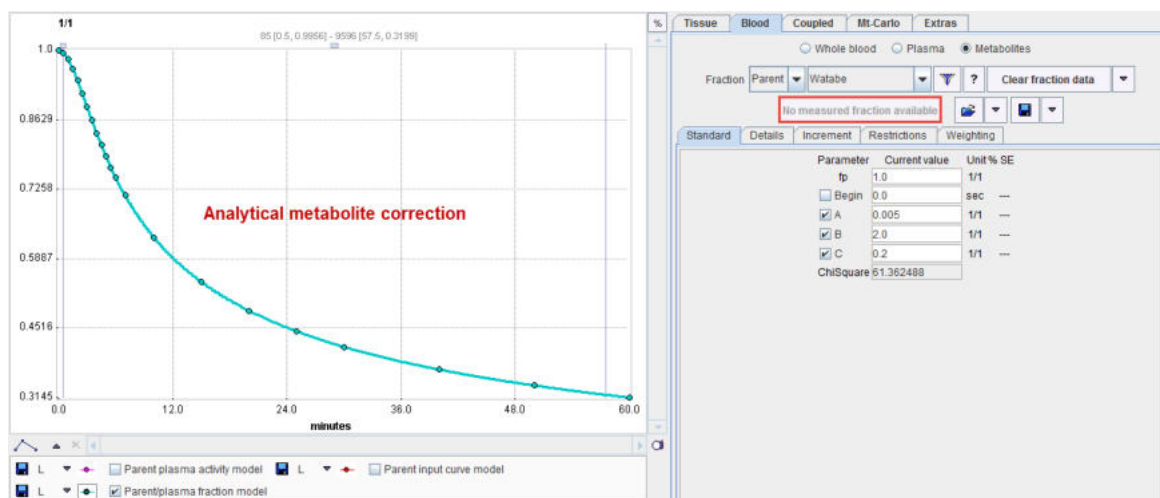 1/1
85 [0.5, 0.9956] - 9596 [57.5, 0.3199]
1.0
0.8629
0.7258
0.5887
0.4516
0.3145
Analytical metabolite correction
0.0 12.0 24.0 36.0 48.0 60.0
minutes
L Parent plasma activity model L Parent input curve model
L Parent/plasma fraction model
%
Tissue Blood Coupled Mt-Carlo Extras
Whole blood Plasma Metabolites
Fraction Parent Watabe ? Clear fraction data
No measured fraction available
Standard Details Increment Restrictions Weighting
Parameter Current value Unit % SE
fp 1.0 1/1
Begin 0.0 sec ---
A 0.005 1/1 ---
B 2.0 1/1 ---
C 0.2 1/1 ---
ChiSquare 61.362488